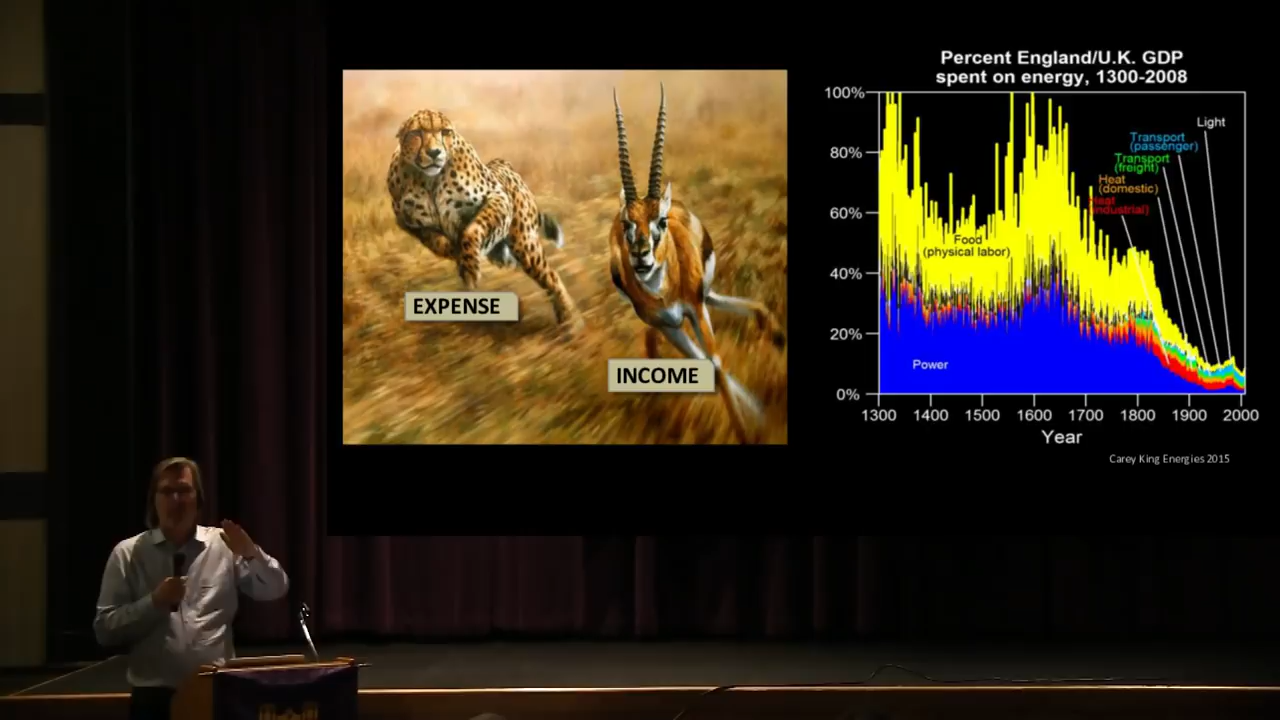 EXPENSE
INCOME
Percent England/U.K. GDP
spent on energy, 1300-2008
100%
80%
60%
40%
20%
0%
Light
Transport
(passenger)
Transport
(freight)
Heat
(domestic)
Heat
(industrial)
Food
(physical labor)
Power
1300
1400
1500
1600
1700
1800
1900
2000
Year
Carey King Energies 2015